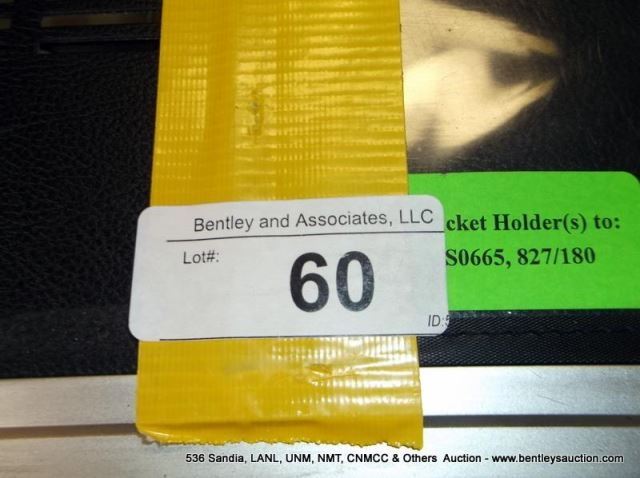 Bentley and Associates, LLC
Lot#:
60
ID:
cket Holder(s) to:
S0665, 827/180
536 Sandia, LANL, UNM, NMT, CNMCC & Others Auction - www.bentleysauction.com